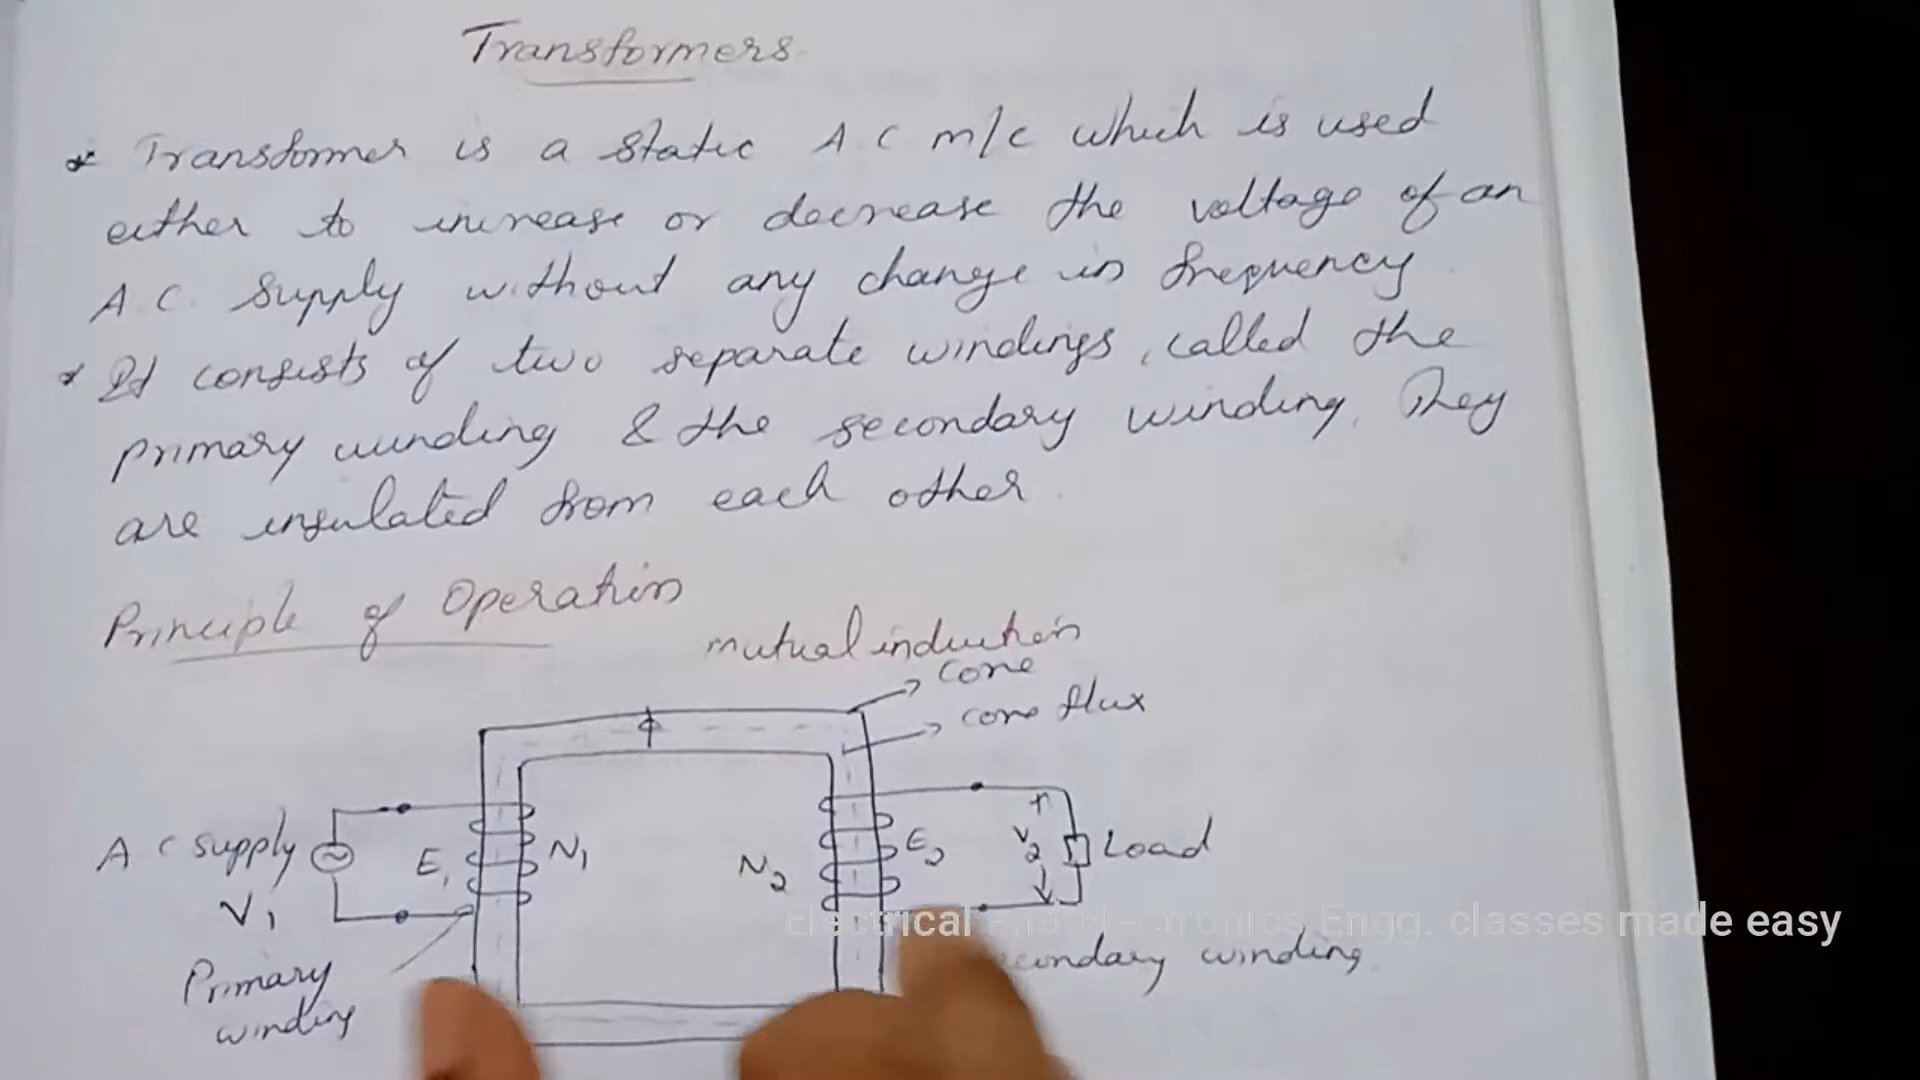 Transformers
* Transformer is a static A C m/c which is used
either to increase or decrease the voltage of an
A.C. Supply without any change in frequency
* It consists of two separate windings, called the
primary winding & the secondary winding. They
are insulated from each other.
Principle of Operation
mutual induction
core
core flux
ϕ
AC supply
V1
E1
N1
N2
E2
+
V2
Load
Electrical and Electronics Engg. classes made easy
Primary
winding
condary winding